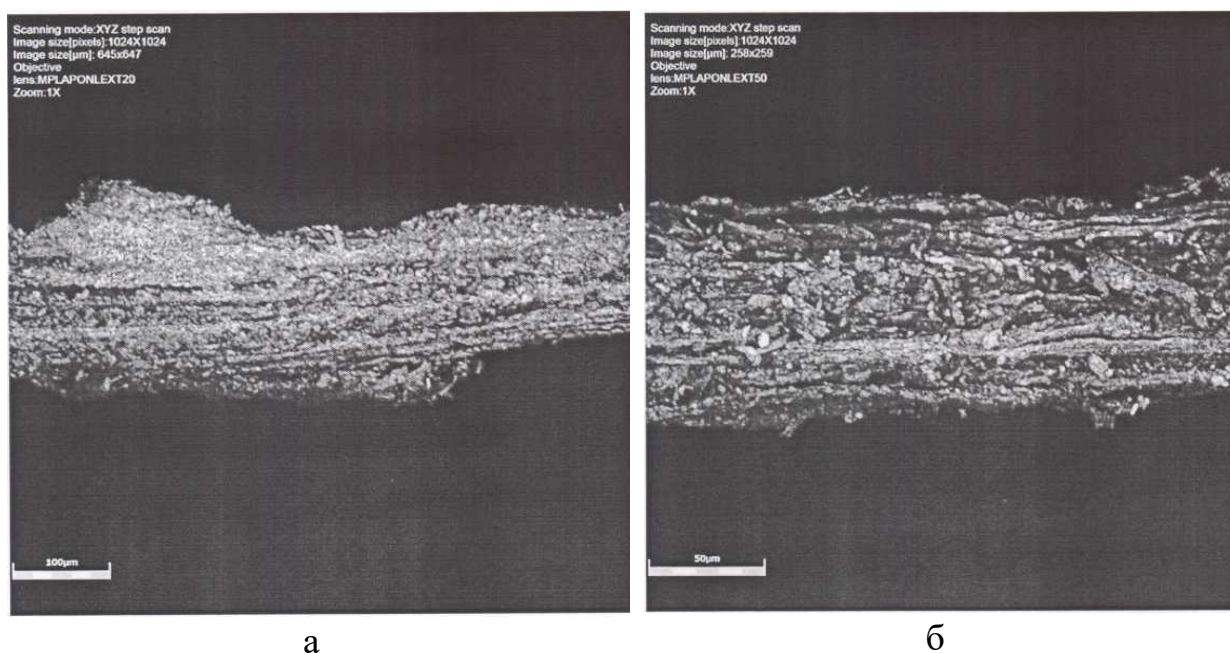 Scanning mode:XYZ step scan
Image size[pixels]:1024X1024
Image size[µm]: 645x647
Objective
lens:MPLAPONLEXT20
Zoom:1X
100µm
а
Scanning mode:XYZ step scan
Image size[pixels]:1024X1024
Image size[µm]: 258x259
Objective
lens:MPLAPONLEXT50
Zoom:1X
50µm
б